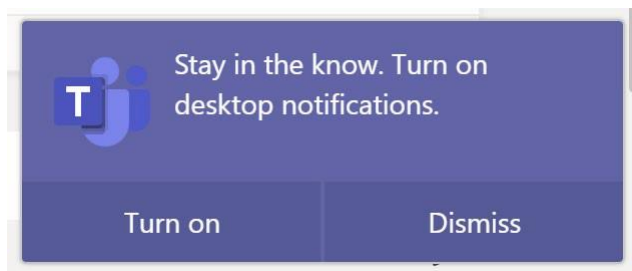 T
Stay in the know. Turn on
desktop notifications.
Turn on
Dismiss